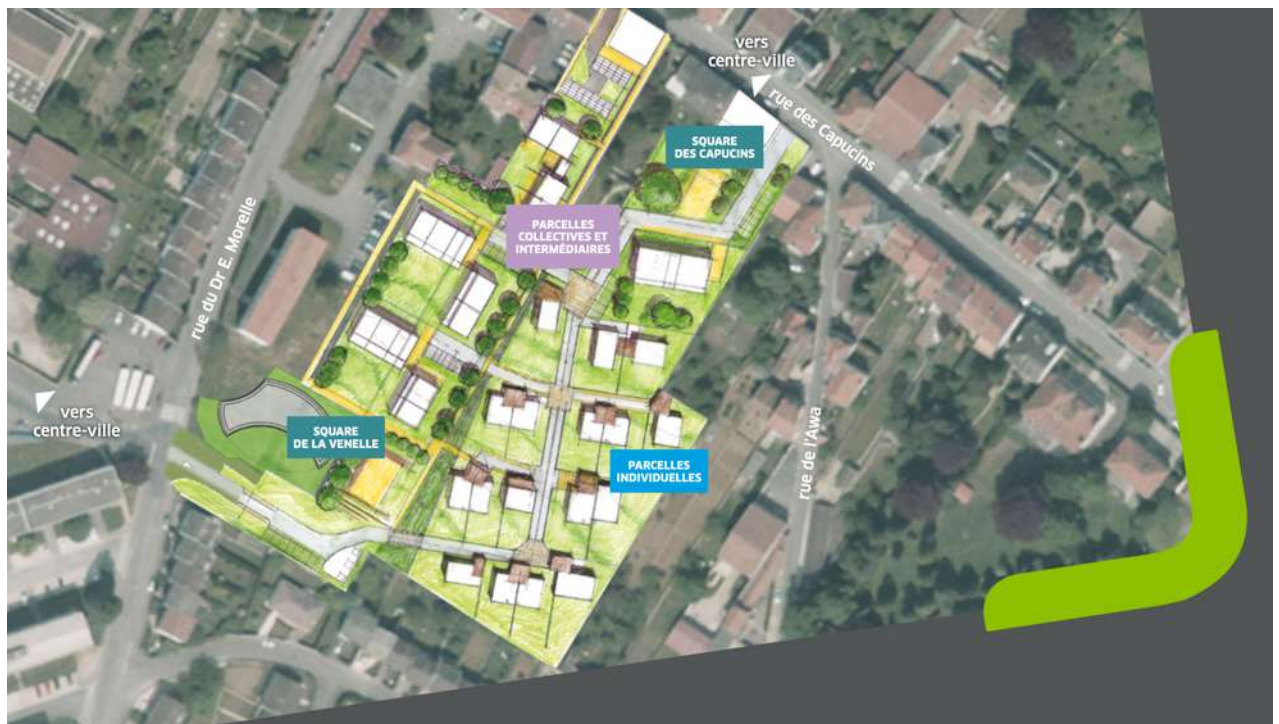 vers
centre-ville
rue des Capucins
SQUARE
DES CAPUCINS
PARCELLES
COLLECTIVES ET
INTERMÉDIAIRES
rue du Dr E. Morelle
vers
centre-ville
SQUARE
DE LA VENELLE
PARCELLES
INDIVIDUELLES
rue de l'Awa